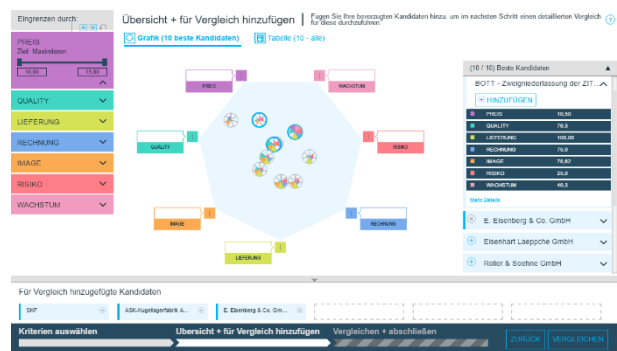 Eingrenzen durch:
Übersicht + für Vergleich hinzufügen
Fügen Sie Ihre bevorzugten Kandidaten hinzu, um im nächsten Schritt einen detaillierten Vergleich
für diese durchzuführen.
Grafik (10 beste Kandidaten)
Tabelle (10 - alle)
PREIS
Ziel: Maximieren
10,00
13,00
QUALITY
LIEFERUNG
RECHNUNG
IMAGE
RISIKO
WACHSTUM
PREIS
WACHSTUM
QUALITY
RISIKO
IMAGE
RECHNUNG
LIEFERUNG
(10 / 10) Beste Kandidaten
BOTT - Zweigniederlassung der ZIT...
HINZUFÜGEN
PREIS 10,50
QUALITY 70,5
LIEFERUNG 100,00
RECHNUNG 75,0
IMAGE 78,62
RISIKO 25,0
WACHSTUM 40,3
Mehr Details
E. Eisenberg & Co. GmbH
Eisenhart Laeppche GmbH
Roller & Soehne GmbH
Für Vergleich hinzugefügte Kandidaten
SKF
ASK-Kugellagerfabrik A...
E. Eisenberg & Co. Gm...
Kriterien auswählen
Übersicht + für Vergleich hinzufügen
Vergleichen + abschließen
ZURÜCK
VERGLEICHEN